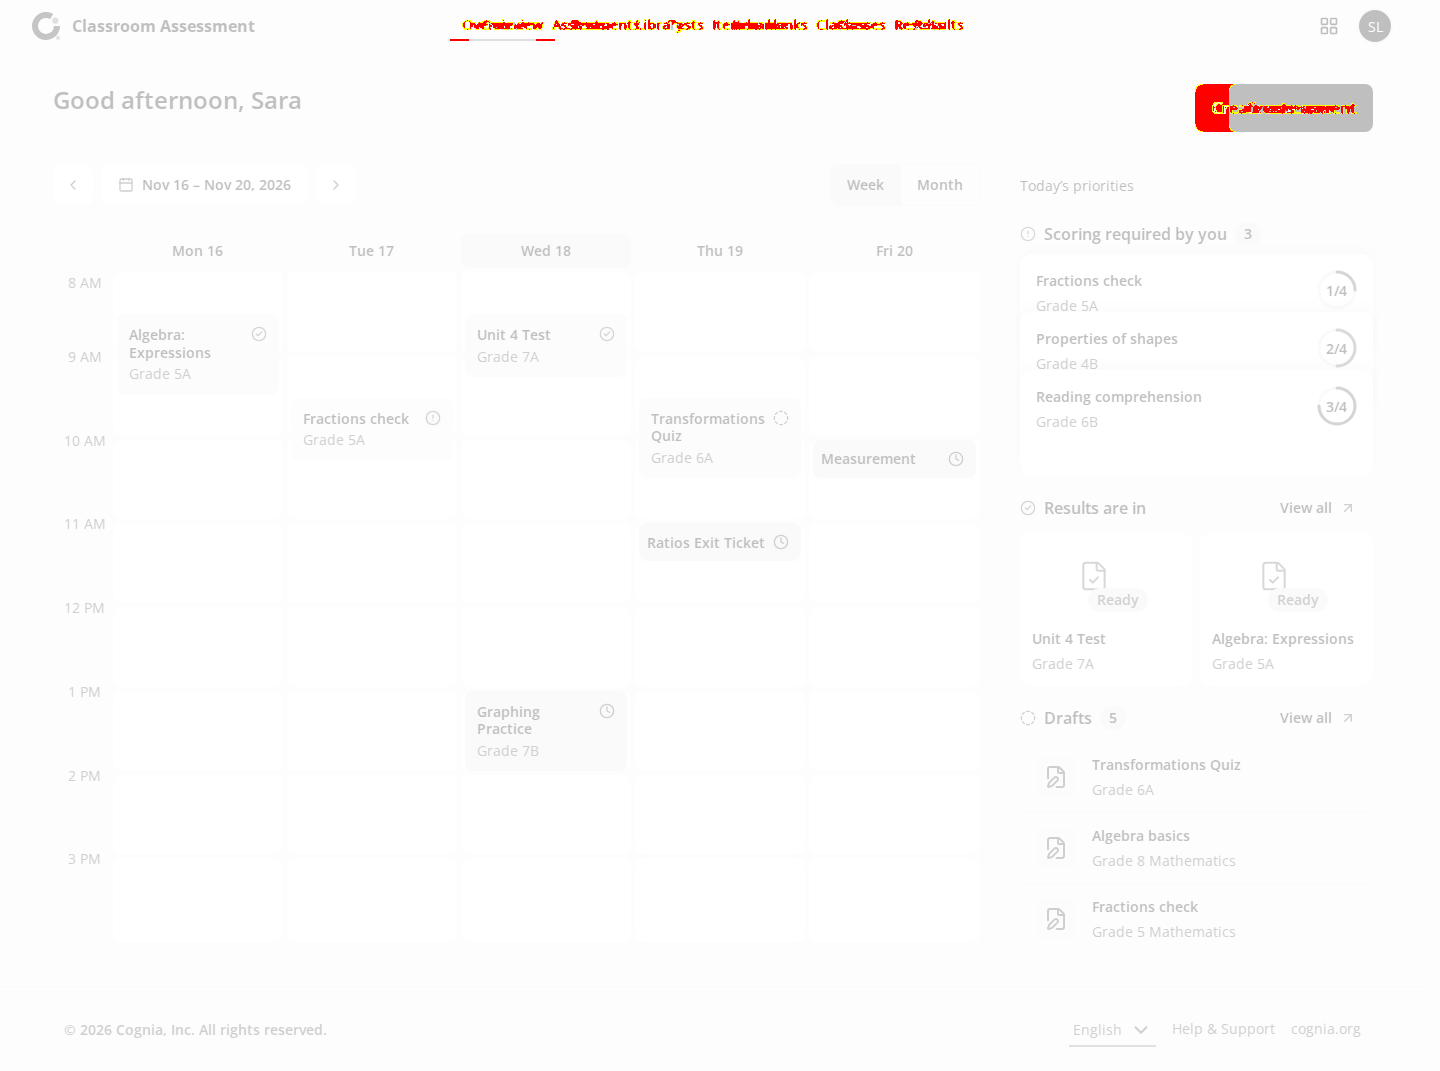 Classroom Assessment
SL
Good afternoon, Sara
Nov 16 – Nov 20, 2026
Week
Month
Today's priorities
Mon 16
Tue 17
Wed 18
Thu 19
Fri 20
Scoring required by you 3
8 AM
Fractions check
Grade 5A
1/4
Algebra:
Expressions
Grade 5A
Unit 4 Test
Grade 7A
Properties of shapes
Grade 4B
2/4
9 AM
Reading comprehension
Grade 6B
3/4
Fractions check
Grade 5A
Transformations
Quiz
Grade 6A
10 AM
Measurement
Results are in
View all
11 AM
Ratios Exit Ticket
Ready
Ready
12 PM
Unit 4 Test
Grade 7A
Algebra: Expressions
Grade 5A
1 PM
Graphing
Practice
Grade 7B
Drafts 5
View all
2 PM
Transformations Quiz
Grade 6A
Algebra basics
Grade 8 Mathematics
3 PM
Fractions check
Grade 5 Mathematics
© 2026 Cognia, Inc. All rights reserved.
English
Help & Support
cognia.org